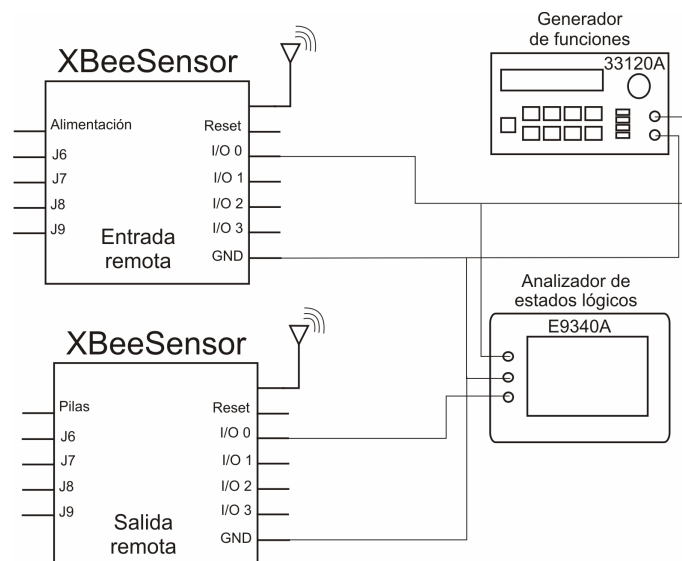 Generador
de funciones
33120A
XBeeSensor
Alimentación
Reset
J6
I/O 0
J7
I/O 1
J8
I/O 2
J9
I/O 3
Entrada
remota
GND
Analizador de
estados lógicos
E9340A
XBeeSensor
Pilas
Reset
J6
I/O 0
J7
I/O 1
J8
I/O 2
J9
I/O 3
Salida
remota
GND